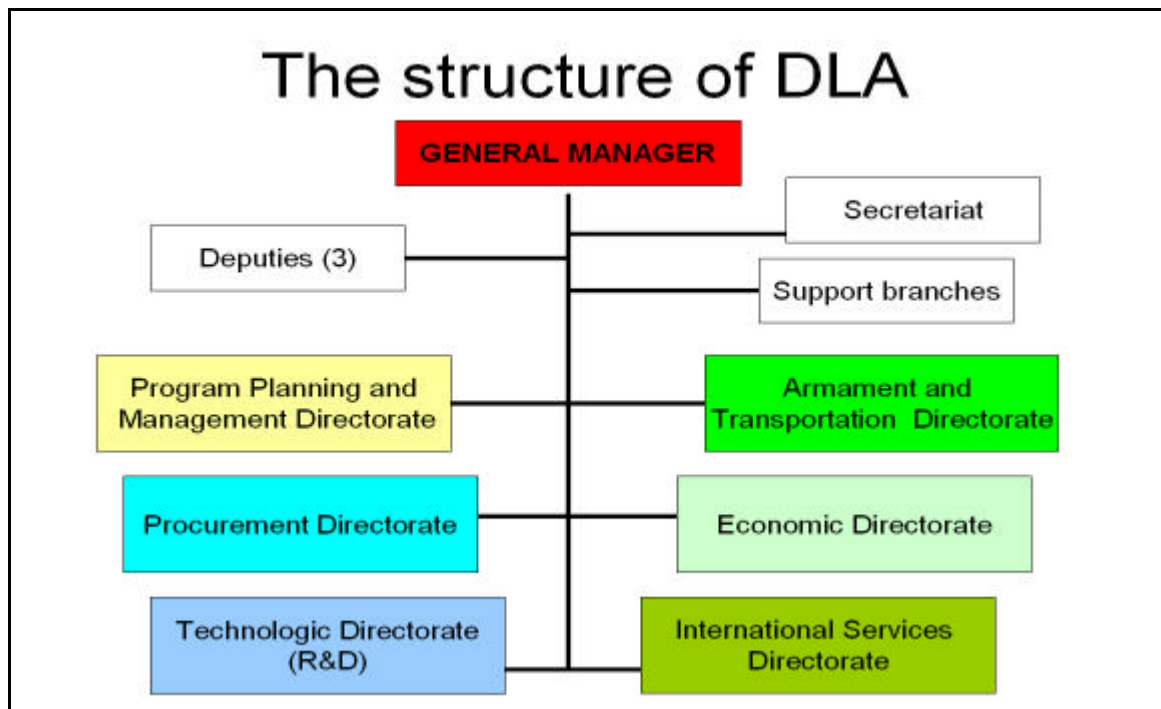 The structure of DLA
GENERAL MANAGER
Secretariat
Deputies (3)
Support branches
Program Planning and
Management Directorate
Armament and
Transportation Directorate
Procurement Directorate
Economic Directorate
Technologic Directorate
(R&D)
International Services
Directorate